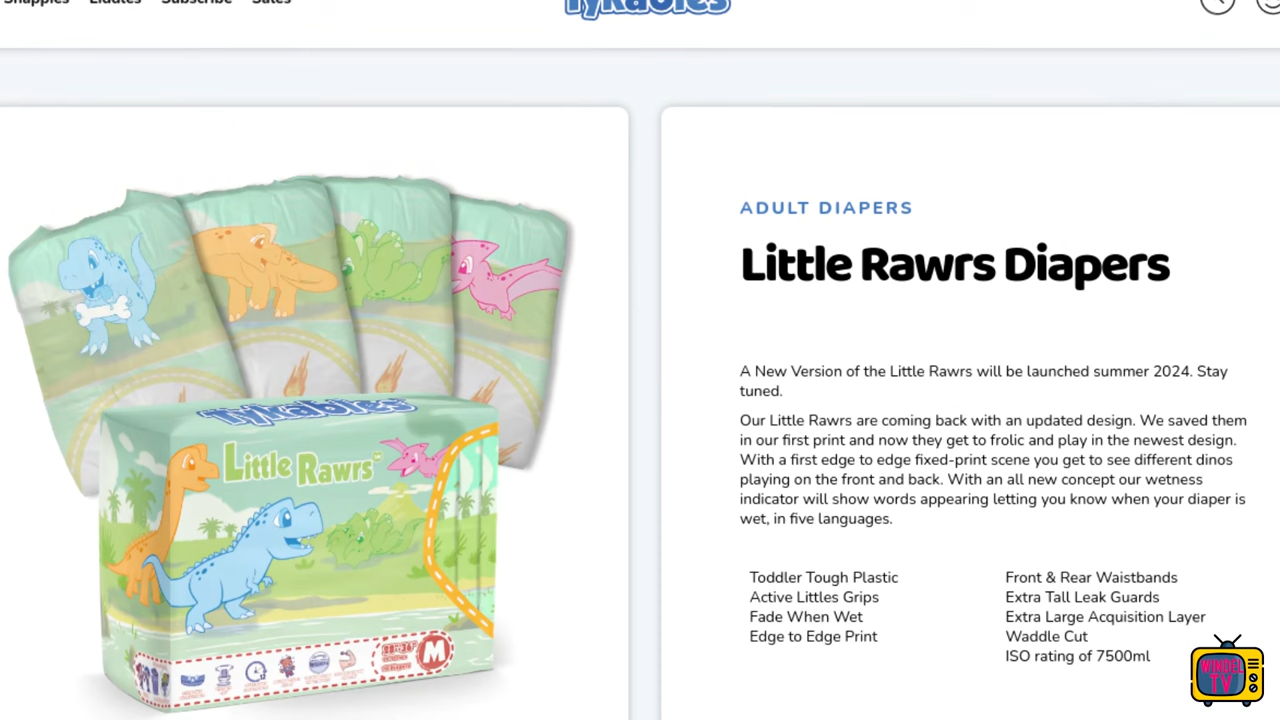 Snappies Liddles Subscribe Sales
Tykables
ADULT DIAPERS
Little Rawrs Diapers
A New Version of the Little Rawrs will be launched summer 2024. Stay
tuned.
Our Little Rawrs are coming back with an updated design. We saved them
in our first print and now they get to frolic and play in the newest design.
With a first edge to edge fixed-print scene you get to see different dinos
playing on the front and back. With an all new concept our wetness
indicator will show words appearing letting you know when your diaper is
wet, in five languages.
Toddler Tough Plastic
Active Littles Grips
Fade When Wet
Edge to Edge Print
Front & Rear Waistbands
Extra Tall Leak Guards
Extra Large Acquisition Layer
Waddle Cut
ISO rating of 7500ml
Tykables
Little Rawrs
M
WINDEL
TV